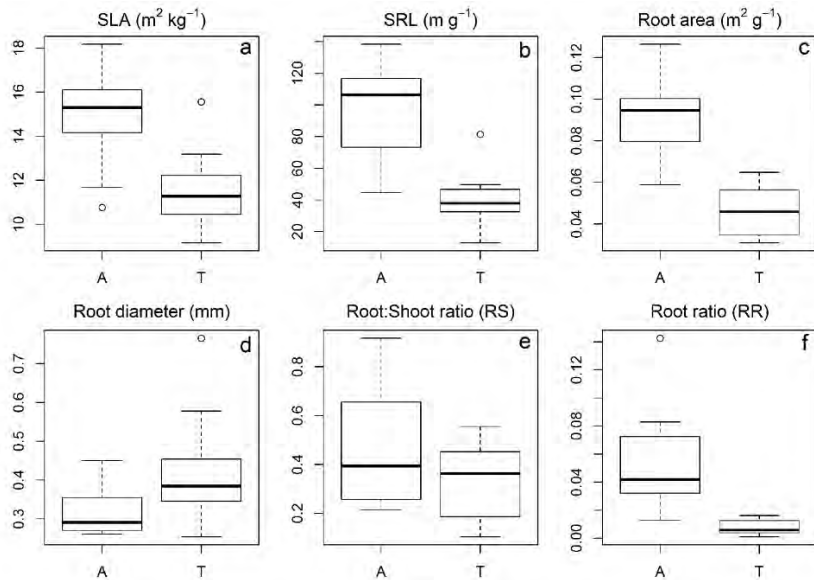 SLA (m² kg⁻¹)
a
18
16
14
12
10
A T
SRL (m g⁻¹)
b
120
80
60
40
20
A T
Root area (m² g⁻¹)
c
0.12
0.10
0.08
0.06
0.04
A T
Root diameter (mm)
d
0.7
0.6
0.5
0.4
0.3
A T
Root:Shoot ratio (RS)
e
0.8
0.6
0.4
0.2
A T
Root ratio (RR)
f
0.12
0.08
0.04
0.00
A T